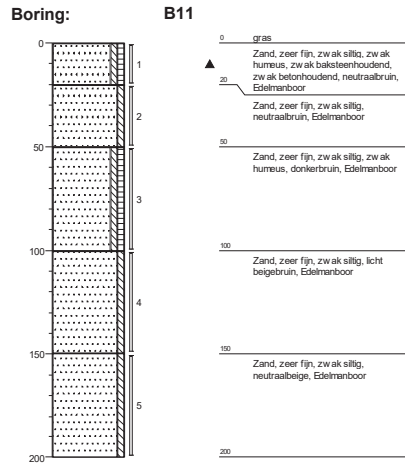 Boring: B11
0
50
100
150
200
1
2
3
4
5
0 gras
Zand, zeer fijn, zwak siltig, zwak
humeus, zwak baksteenhoudend,
zwak betonhoudend, neutraalbruin,
Edelmanboor
20
Zand, zeer fijn, zwak siltig,
neutraalbruin, Edelmanboor
50
Zand, zeer fijn, zwak siltig, zwak
humeus, donkerbruin, Edelmanboor
100
Zand, zeer fijn, zwak siltig, licht
beigebruin, Edelmanboor
150
Zand, zeer fijn, zwak siltig,
neutraalbeige, Edelmanboor
200